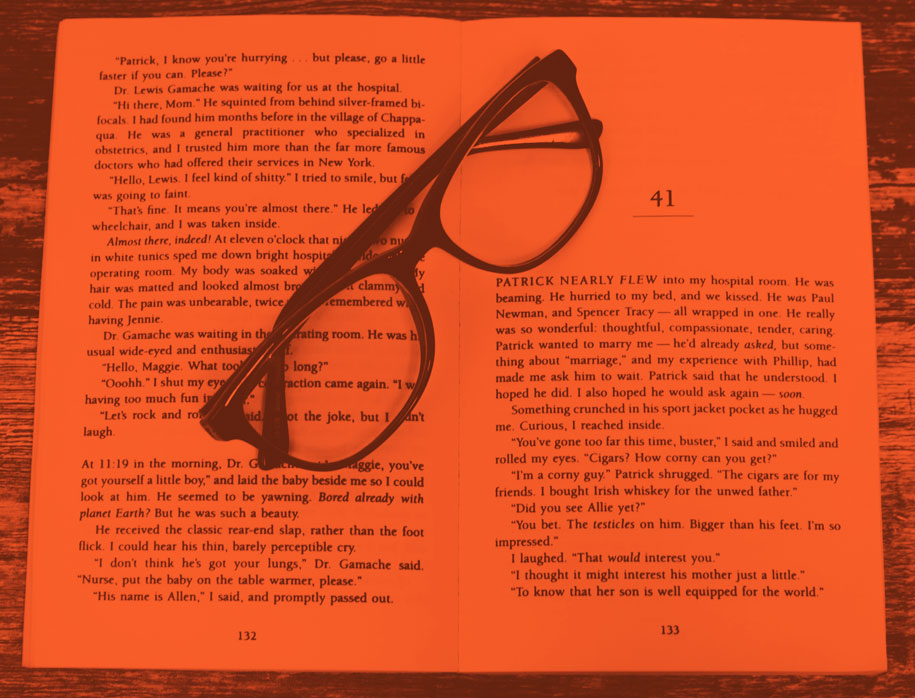 “Patrick, I know you’re hurrying . . . but please, go a little
faster if you can. Please?”
Dr. Lewis Gamache was waiting for us at the hospital.
“Hi there, Mom.” He squinted from behind silver-framed bi-
focals. I had found him months before in the village of Chappa-
qua. He was a general practitioner who specialized in
obstetrics, and I trusted him more than the far more famous
doctors who had offered their services in New York.
“Hello, Lewis. I feel kind of shitty.” I tried to smile, but
was going to faint.
“That’s fine. It means you’re almost there.” He led to
wheelchair, and I was taken inside.
Almost there, indeed! At eleven o’clock that two
in white tunics sped me down bright
operating room. My body was soaked
hair was matted and looked almost clammy
cold. The pain was unbearable, twice remembered
having Jennie.
Dr. Gamache was waiting in the operating room. He was
usual wide-eyed and
“Hello, Maggie. What long?”
“Ooohh.” I shut my contraction came again. “I
having too much fun
“Let’s rock and got the joke, but I
laugh.
At 11:19 in the morning, Dr. you’ve
got yourself a little boy,” and laid the baby beside me so I could
look at him. He seemed to be yawning. Bored already with
planet Earth? But he was such a beauty.
He received the classic rear-end slap, rather than the foot
flick. I could hear his thin, barely perceptible cry.
“I don’t think he’s got your lungs,” Dr. Gamache said.
“Nurse, put the baby on the table warmer, please.”
“His name is Allen,” I said, and promptly passed out.
132
41
PATRICK NEARLY FLEW into my hospital room. He was
beaming. He hurried to my bed, and we kissed. He was Paul
Newman, and Spencer Tracy — all wrapped in one. He really
was so wonderful: thoughtful, compassionate, tender, caring.
Patrick wanted to marry me — he’d already asked, but some-
thing about “marriage,” and my experience with Phillip, had
made me ask him to wait. Patrick said that he understood. I
hoped he did. I also hoped he would ask again — soon.
Something crunched in his sport jacket pocket as he hugged
me. Curious, I reached inside.
“You’ve gone too far this time, buster,” I said and smiled and
rolled my eyes. “Cigars? How corny can you get?”
“I’m a corny guy.” Patrick shrugged. “The cigars are for my
friends. I bought Irish whiskey for the unwed father.”
“Did you see Allie yet?”
“You bet. The testicles on him. Bigger than his feet. I’m so
impressed.”
I laughed. “That would interest you.”
“I thought it might interest his mother just a little.”
“To know that her son is well equipped for the world.”
133